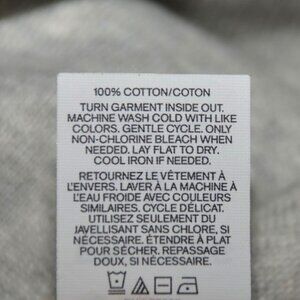 100% COTTON/COTON
TURN GARMENT INSIDE OUT.
MACHINE WASH COLD WITH LIKE
COLORS. GENTLE CYCLE. ONLY
NON-CHLORINE BLEACH WHEN
NEEDED. LAY FLAT TO DRY.
COOL IRON IF NEEDED.
RETOURNEZ LE VÊTEMENT À
L'ENVERS. LAVER À LA MACHINE À
L'EAU FROIDE AVEC COULEURS
SIMILAIRES. CYCLE DÉLICAT.
UTILISEZ SEULEMENT DU
JAVELLISANT SANS CHLORE, SI
NÉCESSAIRE. ÉTENDRE À PLAT
POUR SÉCHER. REPASSAGE
DOUX, SI NÉCESSAIRE.